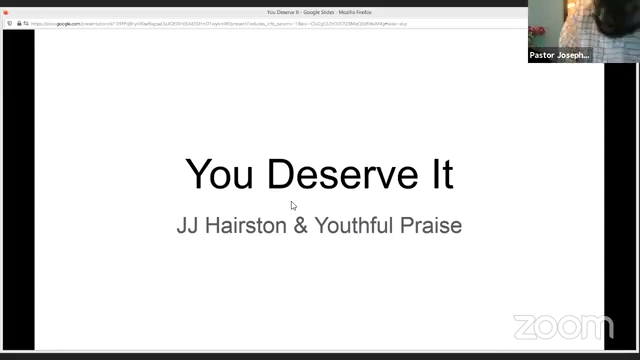 You Deserve It - Google Slides - Mozilla Firefox
Pastor Joseph...
You Deserve It
JJ Hairston & Youthful Praise
zoom